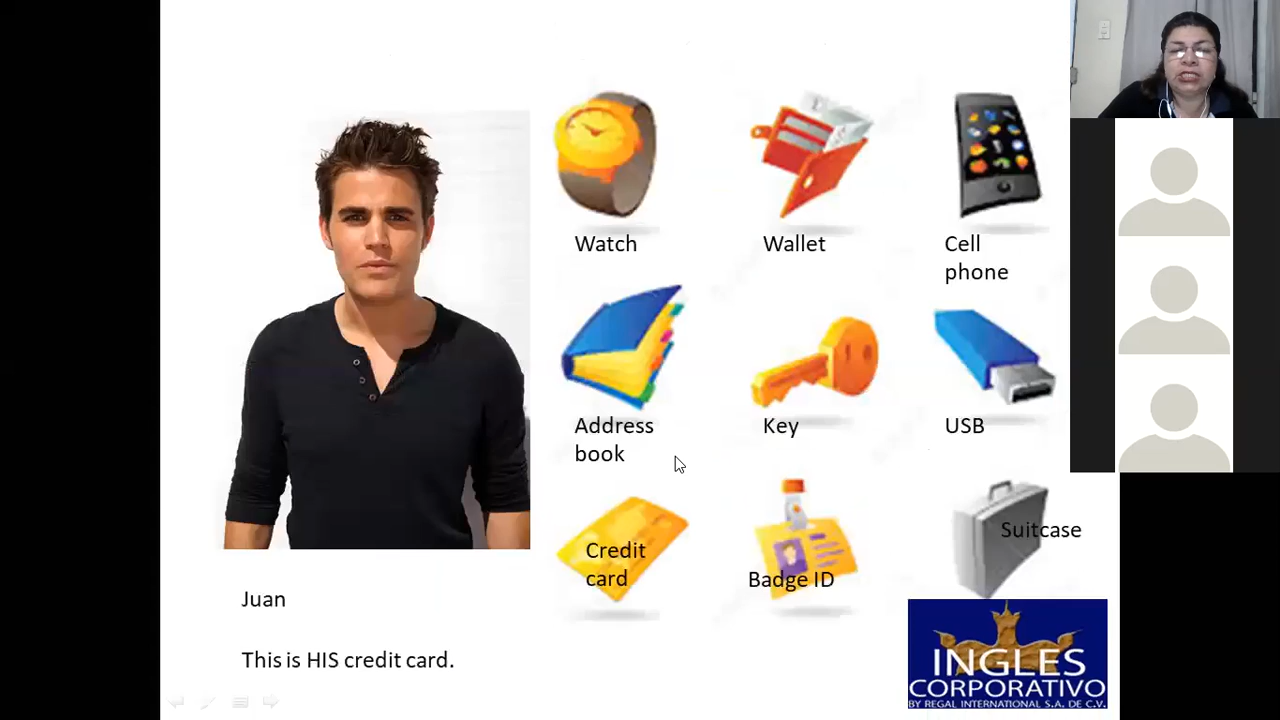 Watch
Wallet
Cell
phone
Address
book
Key
USB
Credit
card
Badge ID
Suitcase
Juan
This is HIS credit card.
INGLES
CORPORATIVO
BY REGAL INTERNATIONAL S.A. DE C.V.